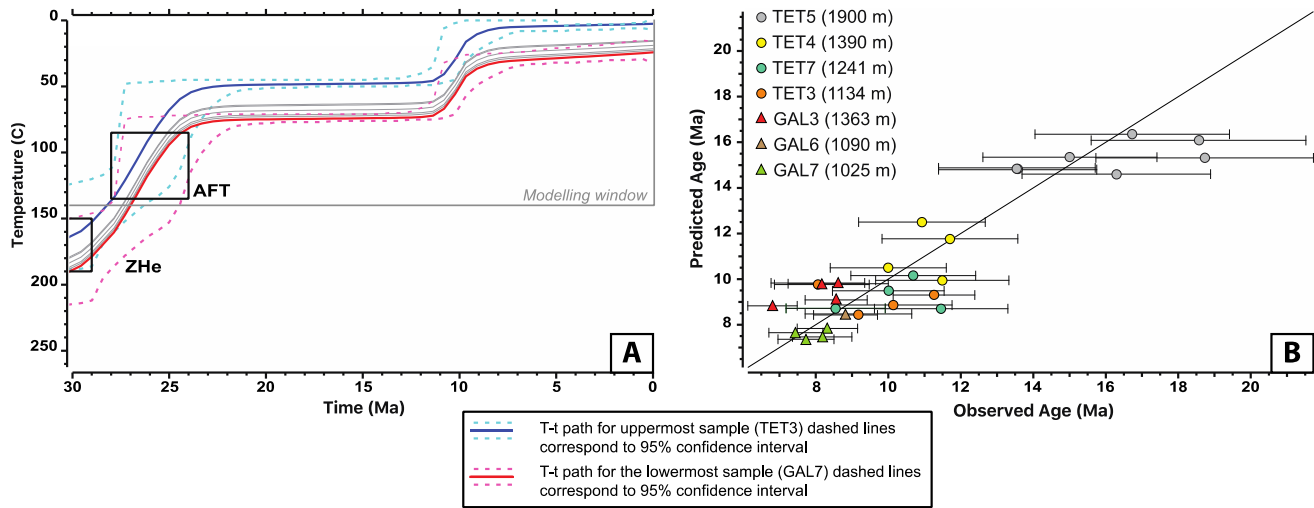 0
50
100
150
200
250
Temperature (C)
30
25
20
15
10
5
0
Time (Ma)
AFT
ZHe
Modelling window
A
TET5 (1900 m)
TET4 (1390 m)
TET7 (1241 m)
TET3 (1134 m)
GAL3 (1363 m)
GAL6 (1090 m)
GAL7 (1025 m)
20
18
16
14
12
10
8
Predicted Age (Ma)
8
10
12
14
16
18
20
Observed Age (Ma)
B
T-t path for uppermost sample (TET3) dashed lines
correspond to 95% confidence interval
T-t path for the lowermost sample (GAL7) dashed lines
correspond to 95% confidence interval